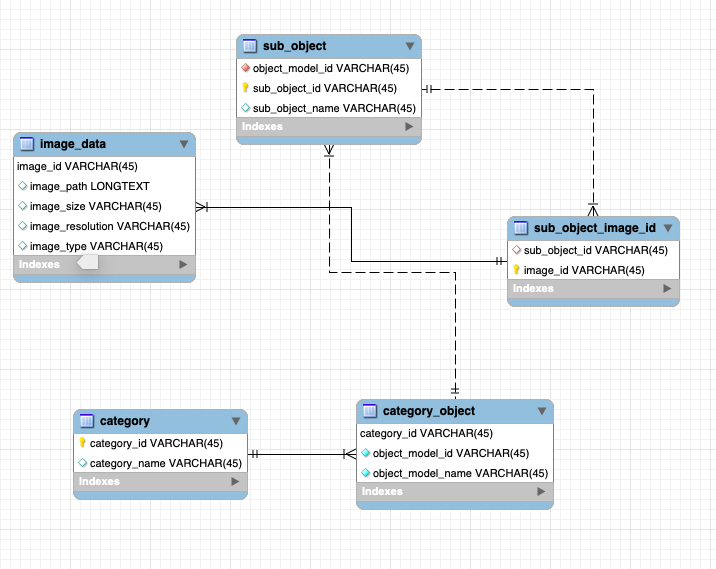 sub_object
object_model_id VARCHAR(45)
sub_object_id VARCHAR(45)
sub_object_name VARCHAR(45)
Indexes
image_data
image_id VARCHAR(45)
image_path LONGTEXT
image_size VARCHAR(45)
image_resolution VARCHAR(45)
image_type VARCHAR(45)
Indexes
sub_object_image_id
sub_object_id VARCHAR(45)
image_id VARCHAR(45)
Indexes
category
category_id VARCHAR(45)
category_name VARCHAR(45)
Indexes
category_object
category_id VARCHAR(45)
object_model_id VARCHAR(45)
object_model_name VARCHAR(45)
Indexes